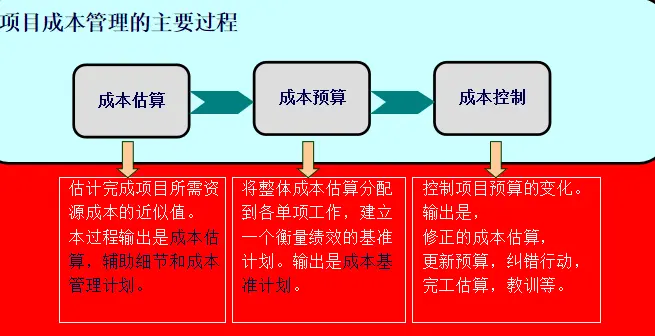 项目成本管理的主要过程
成本估算
成本预算
成本控制
估计完成项目所需资
源成本的近似值。
本过程输出是成本估
算，辅助细节和成本
管理计划。
将整体成本估算分配
到各单项工作，建立
一个衡量绩效的基准
计划。输出是成本基
准计划。
控制项目预算的变化。
输出是，
修正的成本估算，
更新预算，纠错行动，
完工估算，教训等。